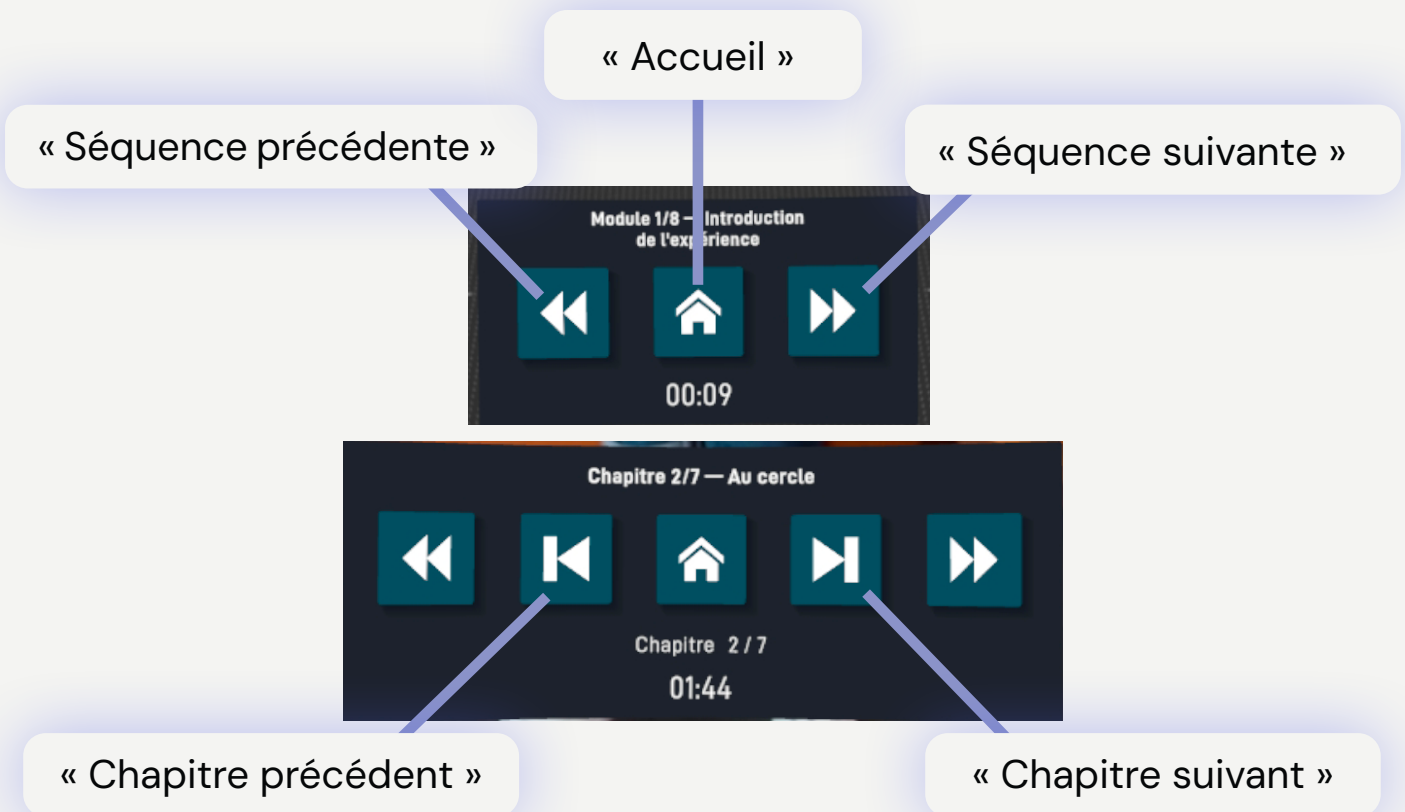 « Accueil »
« Séquence précédente »
« Séquence suivante »
Module 1/8 — Introduction
de l'expérience
00:09
Chapitre 2/7 — Au cercle
Chapitre 2 / 7
01:44
« Chapitre précédent »
« Chapitre suivant »